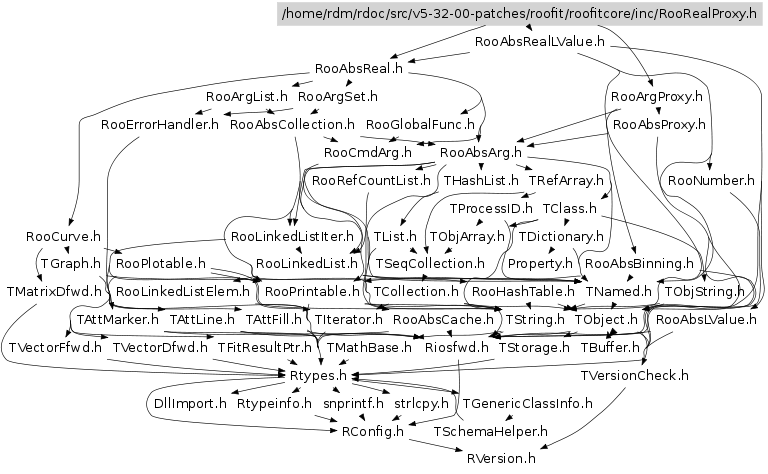 /home/rdm/rdoc/src/v5-32-00-patches/roofit/roofitcore/inc/RooRealProxy.h
RooAbsRealLValue.h
RooAbsReal.h
RooArgList.h RooArgSet.h RooArgProxy.h
RooErrorHandler.h RooAbsCollection.h RooGlobalFunc.h RooAbsProxy.h
RooCmdArg.h RooAbsArg.h
RooRefCountList.h THashList.h TRefArray.h RooNumber.h
TProcessID.h TClass.h
RooCurve.h RooLinkedListIter.h TList.h TObjArray.h TDictionary.h
TGraph.h RooPlotable.h RooLinkedList.h TSeqCollection.h Property.h RooAbsBinning.h
TMatrixDfwd.h RooLinkedListElem.h RooPrintable.h TCollection.h RooHashTable.h TNamed.h TObjString.h
TAttMarker.h TAttLine.h TAttFill.h TIterator.h RooAbsCache.h TString.h TObject.h RooAbsLValue.h
TVectorFfwd.h TVectorDfwd.h TFitResultPtr.h TMathBase.h Riosfwd.h TStorage.h TBuffer.h
Rtypes.h TVersionCheck.h
DllImport.h Rtypeinfo.h snprintf.h strlcpy.h TGenericClassInfo.h
RConfig.h TSchemaHelper.h
RVersion.h